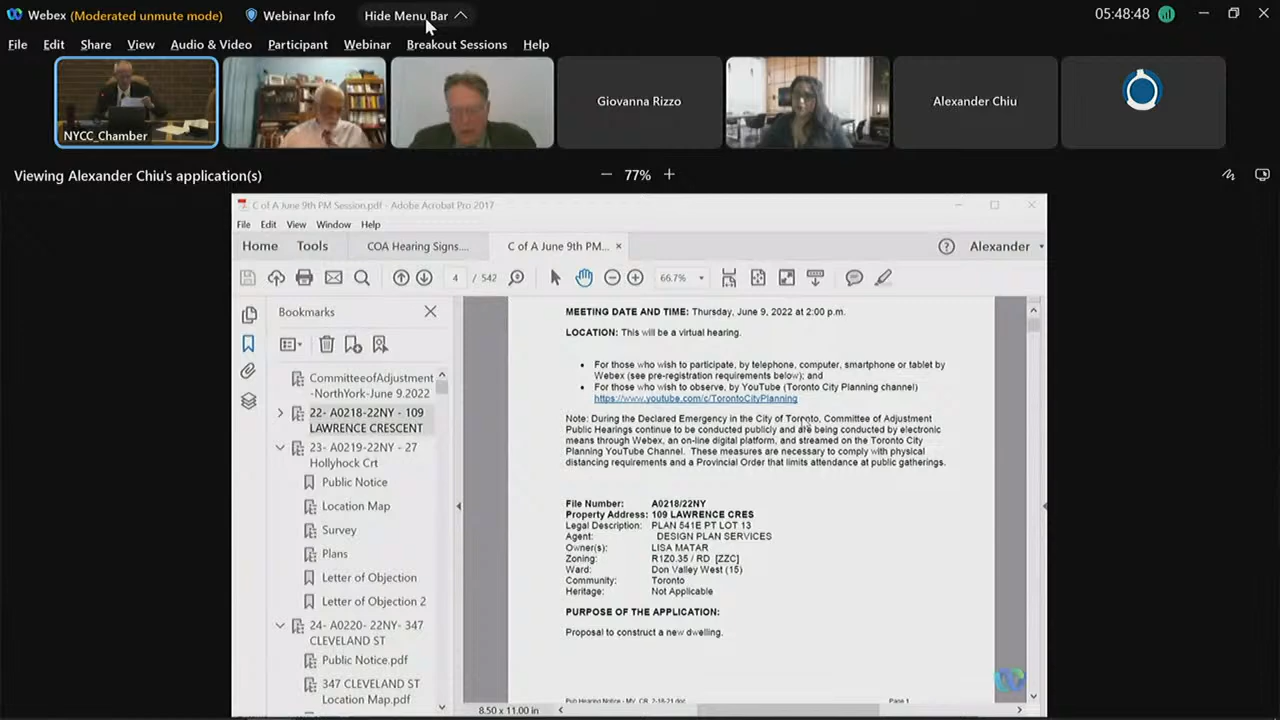 Webex (Moderated unmute mode) Webinar Info Hide Menu Bar 05:48:48
File Edit Share View Audio & Video Participant Webinar Breakout Sessions Help
NYCC_Chamber
Giovanna Rizzo
Alexander Chiu
Viewing Alexander Chiu's application(s)
77%
C of A June 9th PM Session.pdf - Adobe Acrobat Pro 2017
File Edit View Window Help
Home Tools COA Hearing Signs.... C of A June 9th PM... × Alexander
4 / 542 66.7%
Bookmarks
CommitteeofAdjustment
-NorthYork-June 9.2022
22- A0218-22NY - 109
LAWRENCE CRESCENT
23- A0219-22NY - 27
Hollyhock Crt
Public Notice
Location Map
Survey
Plans
Letter of Objection
Letter of Objection 2
24- A0220- 22NY- 347
CLEVELAND ST
Public Notice.pdf
347 CLEVELAND ST
Location Map.pdf
MEETING DATE AND TIME: Thursday, June 9, 2022 at 2:00 p.m.
LOCATION: This will be a virtual hearing.
• For those who wish to participate, by telephone, computer, smartphone or tablet by
Webex (see pre-registration requirements below); and
• For those who wish to observe, by YouTube (Toronto City Planning channel)
https://www.youtube.com/c/TorontoCityPlanning
Note: During the Declared Emergency in the City of Toronto, Committee of Adjustment
Public Hearings continue to be conducted publicly and are being conducted by electronic
means through Webex, an on-line digital platform, and streamed on the Toronto City
Planning YouTube Channel. These measures are necessary to comply with physical
distancing requirements and a Provincial Order that limits attendance at public gatherings.
File Number: A0218/22NY
Property Address: 109 LAWRENCE CRES
Legal Description: PLAN 541E PT LOT 13
Agent: DESIGN PLAN SERVICES
Owner(s): LISA MATAR
Zoning: R1Z0.35 / RD [ZZC]
Ward: Don Valley West (15)
Community: Toronto
Heritage: Not Applicable
PURPOSE OF THE APPLICATION:
Proposal to construct a new dwelling.
Pub Hearing Notice - MV_CR_2-16-21.doc Page 1
8.50 x 11.00 in